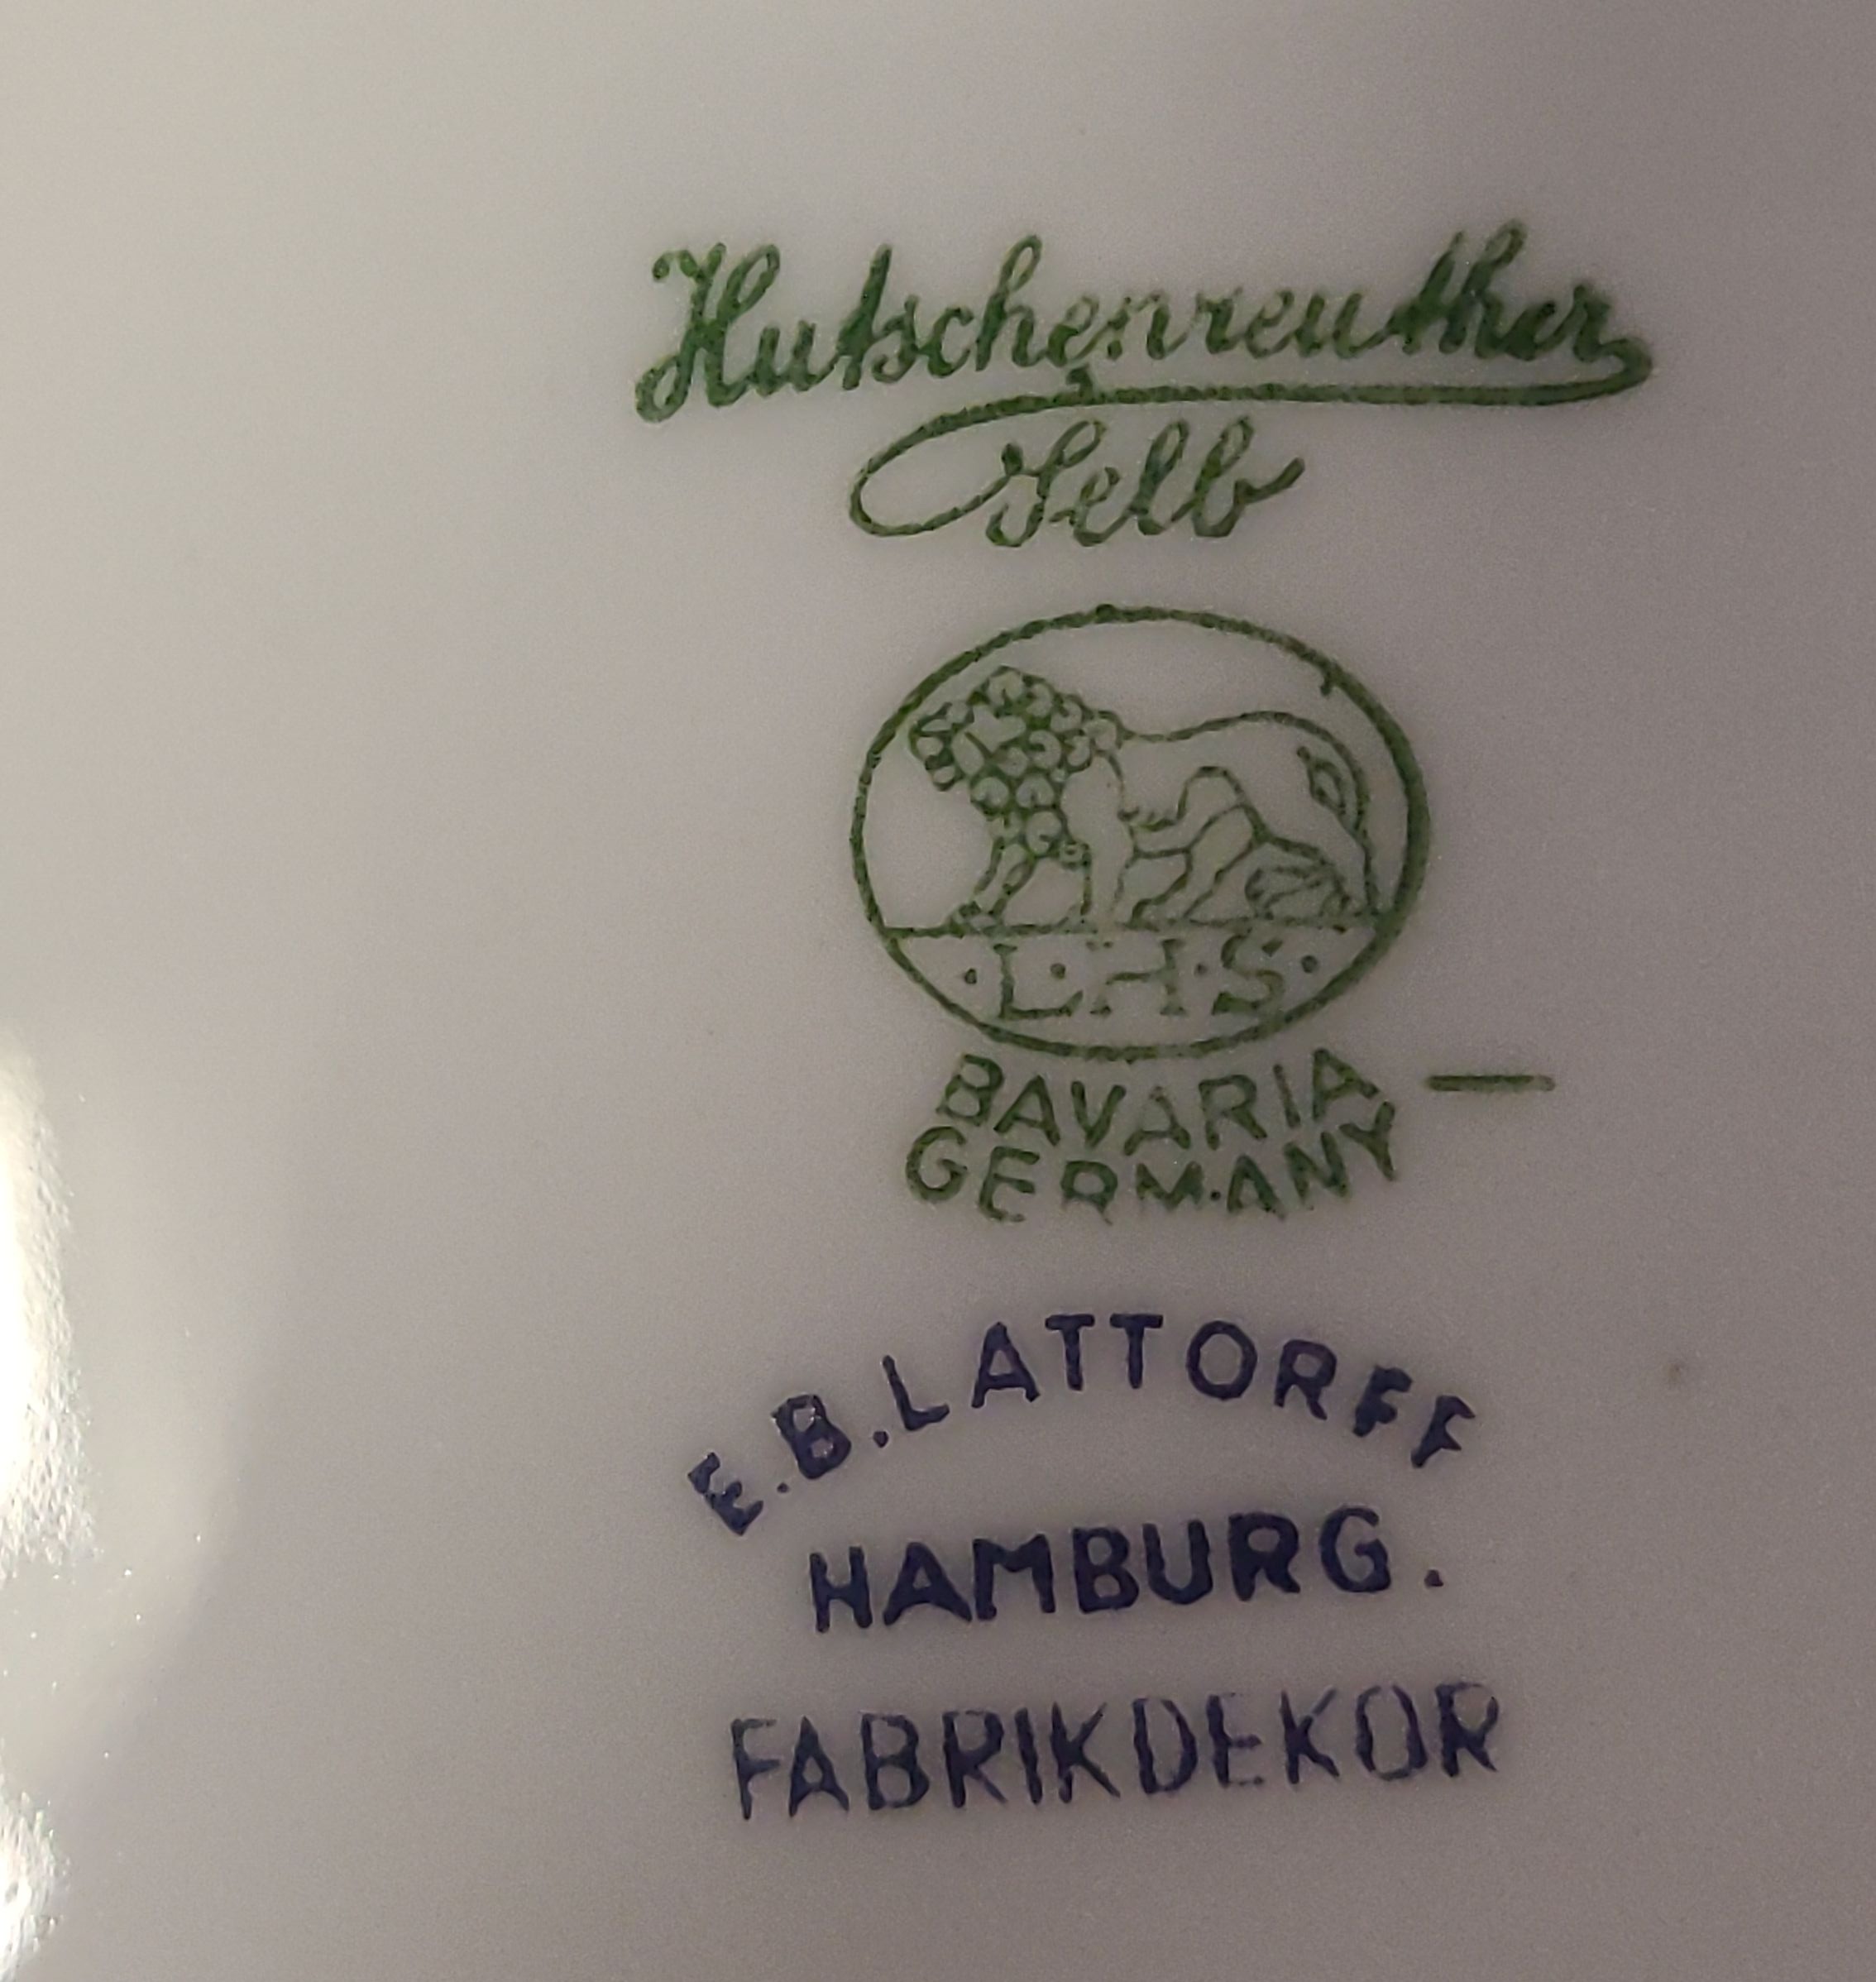 Hutschenreuther
Selb
·L·H·S·
BAVARIA
GERMANY
E.B.LATTORFF
HAMBURG.
FABRIKDEKOR